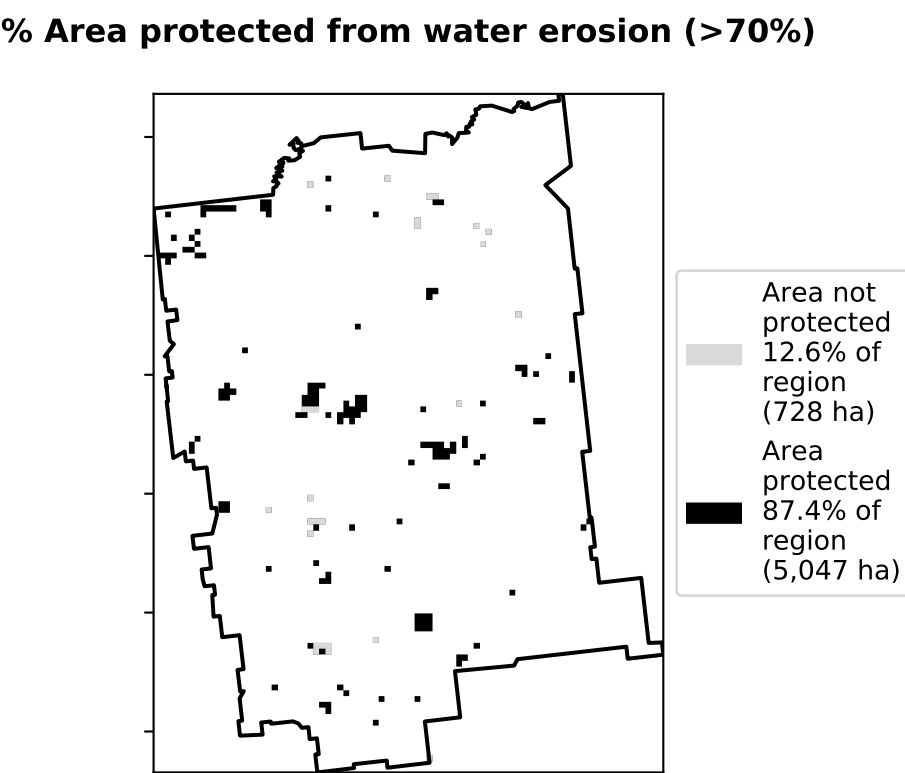 % Area protected from water erosion (>70%)
Area not
protected
12.6% of
region
(728 ha)
Area
protected
87.4% of
region
(5,047 ha)